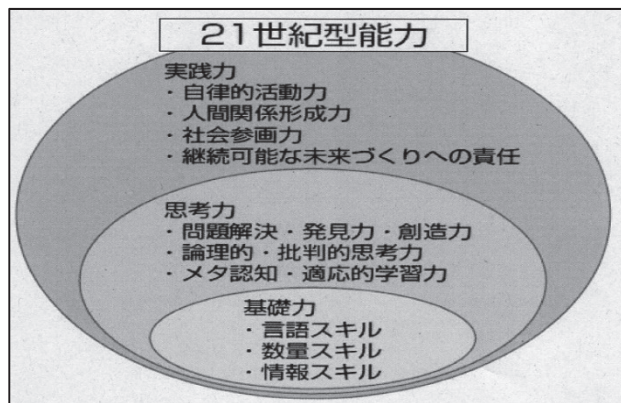 21世紀型能力
実践力
・自律的活動力
・人間関係形成力
・社会参画力
・継続可能な未来づくりへの責任
思考力
・問題解決・発見力・創造力
・論理的・批判的思考力
・メタ認知・適応的学習力
基礎力
・言語スキル
・数量スキル
・情報スキル